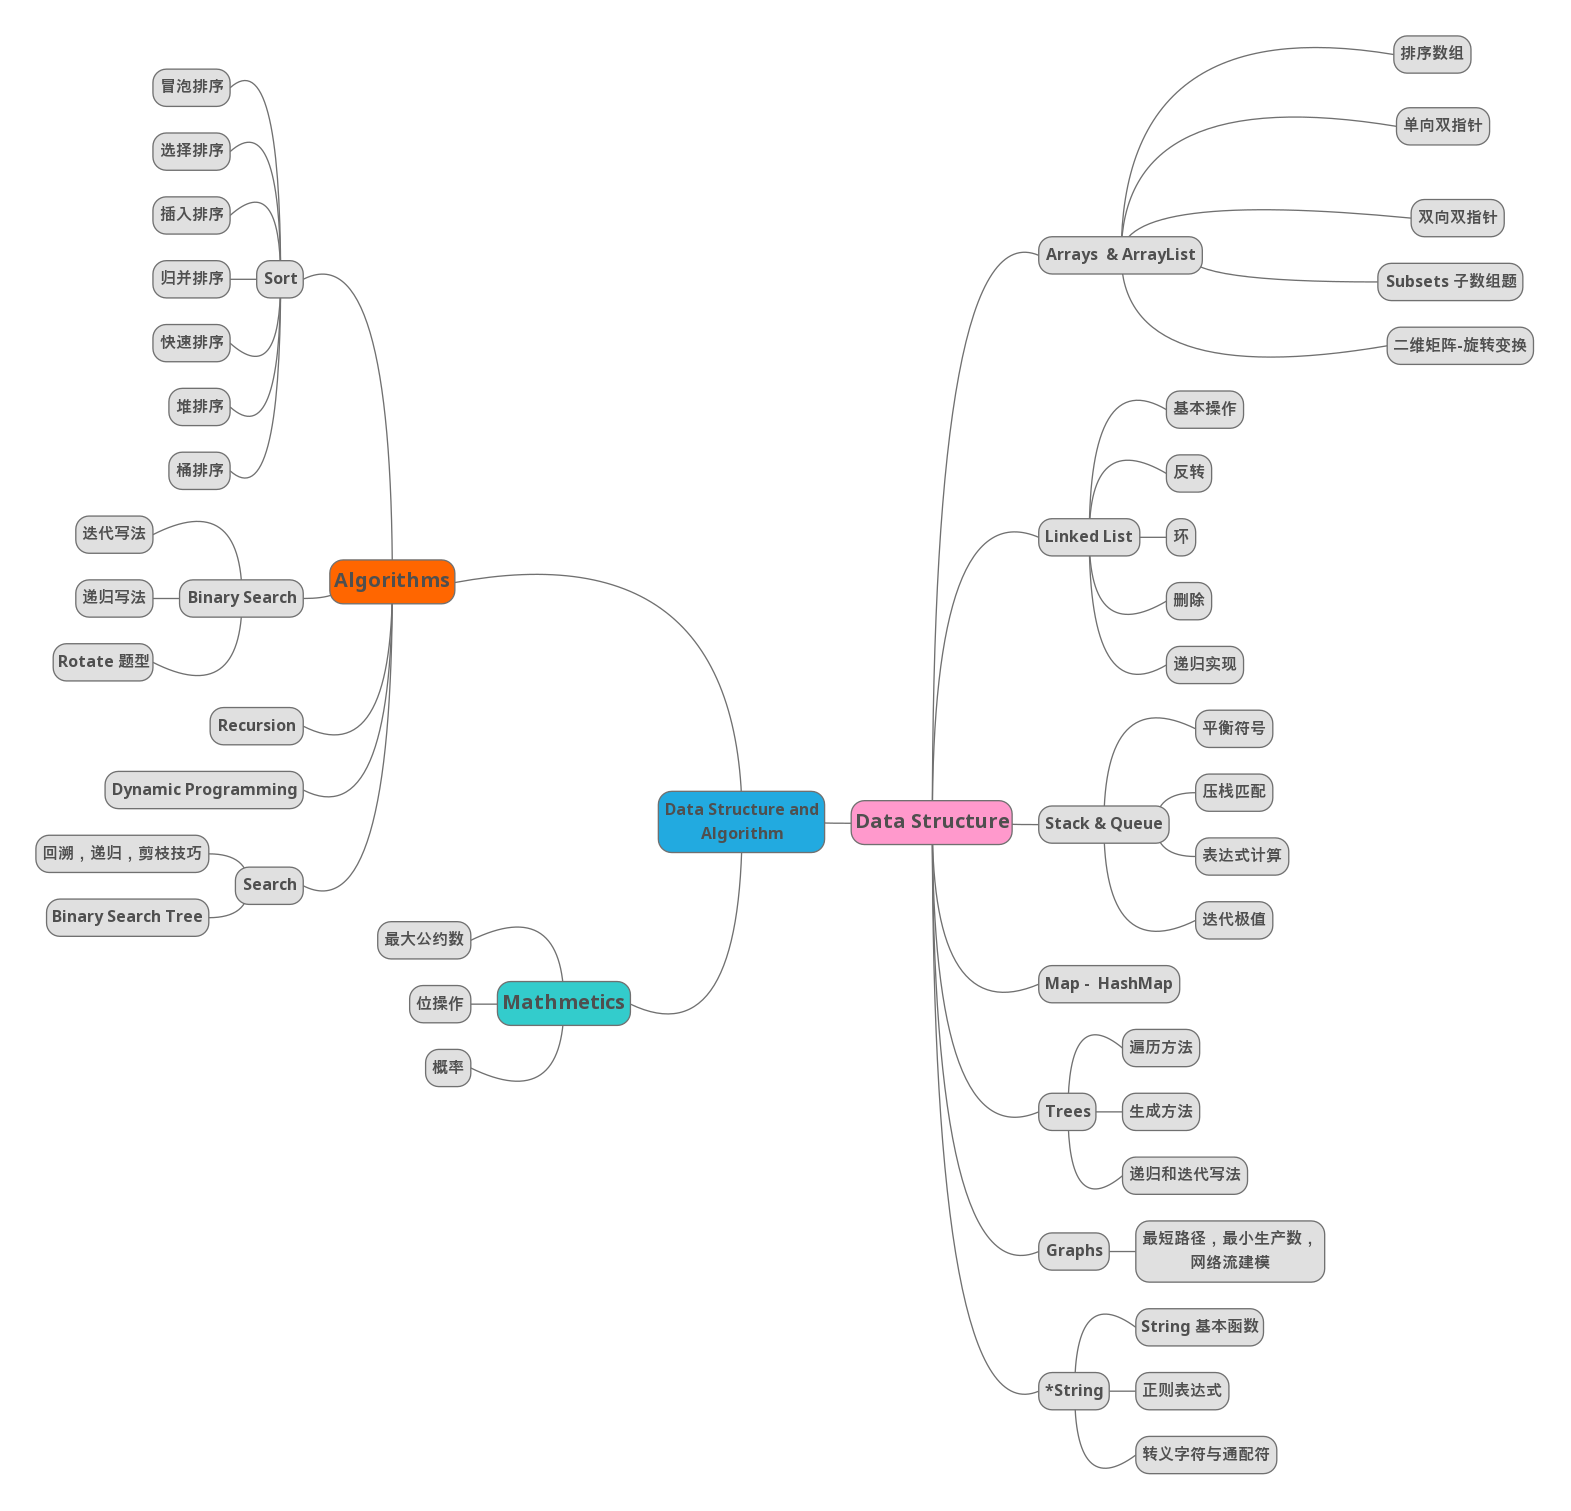 Data Structure and
Algorithm
Algorithms
Sort
冒泡排序
选择排序
插入排序
归并排序
快速排序
堆排序
桶排序
Binary Search
迭代写法
递归写法
Rotate 题型
Recursion
Dynamic Programming
Search
回溯，递归，剪枝技巧
Binary Search Tree
Mathmetics
最大公约数
位操作
概率
Data Structure
Arrays & ArrayList
排序数组
单向双指针
双向双指针
Subsets 子数组题
二维矩阵-旋转变换
Linked List
基本操作
反转
环
删除
递归实现
Stack & Queue
平衡符号
压栈匹配
表达式计算
迭代极值
Map - HashMap
Trees
遍历方法
生成方法
递归和迭代写法
Graphs
最短路径，最小生产数，
网络流建模
*String
String 基本函数
正则表达式
转义字符与通配符